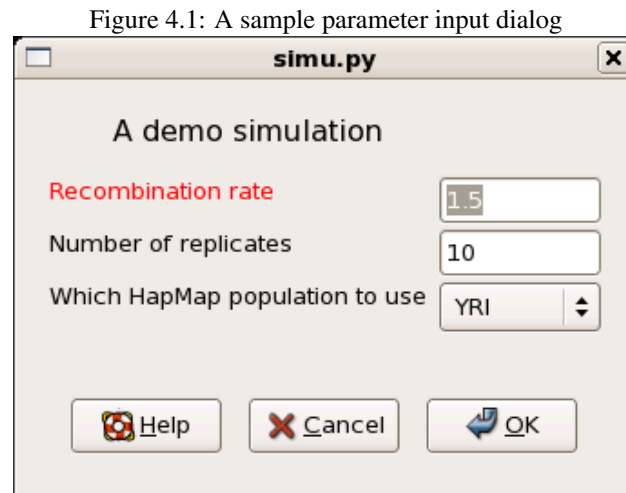 Figure 4.1: A sample parameter input dialog
simu.py
A demo simulation
Recombination rate 1.5
Number of replicates 10
Which HapMap population to use YRI
Help Cancel OK